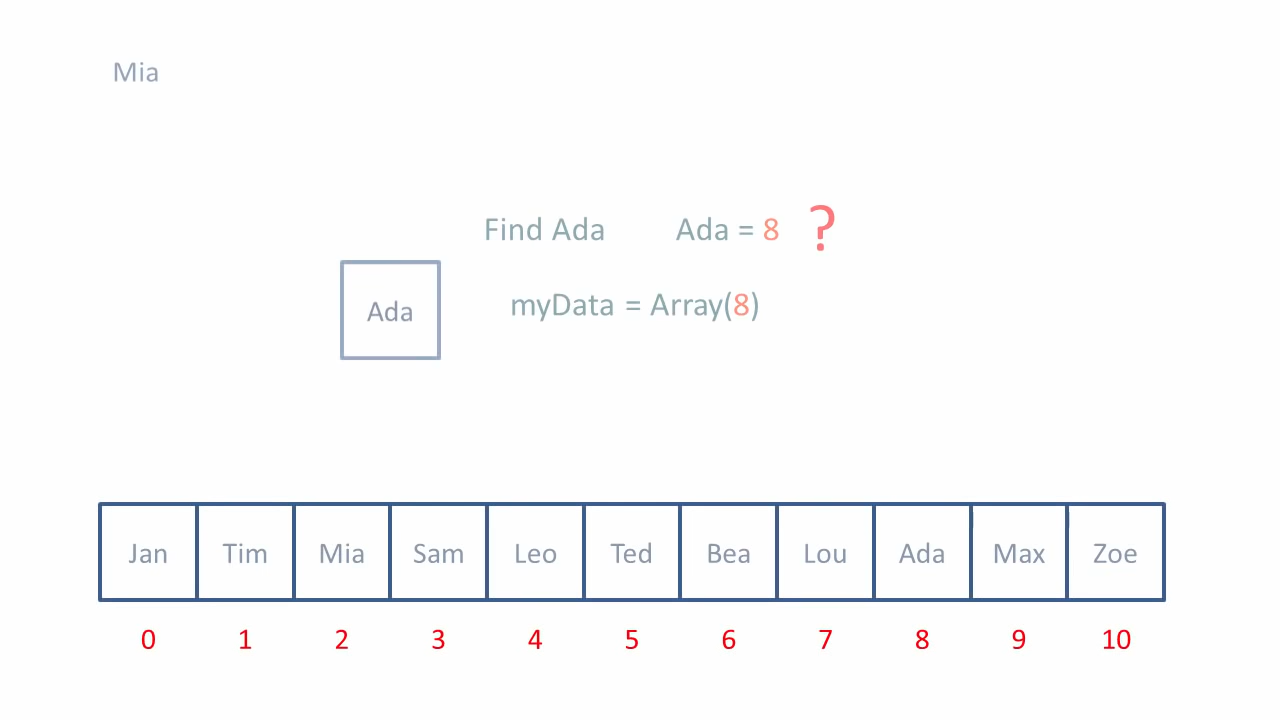 Mia
Find Ada Ada = 8 ?
Ada myData = Array(8)
Jan Tim Mia Sam Leo Ted Bea Lou Ada Max Zoe
0 1 2 3 4 5 6 7 8 9 10